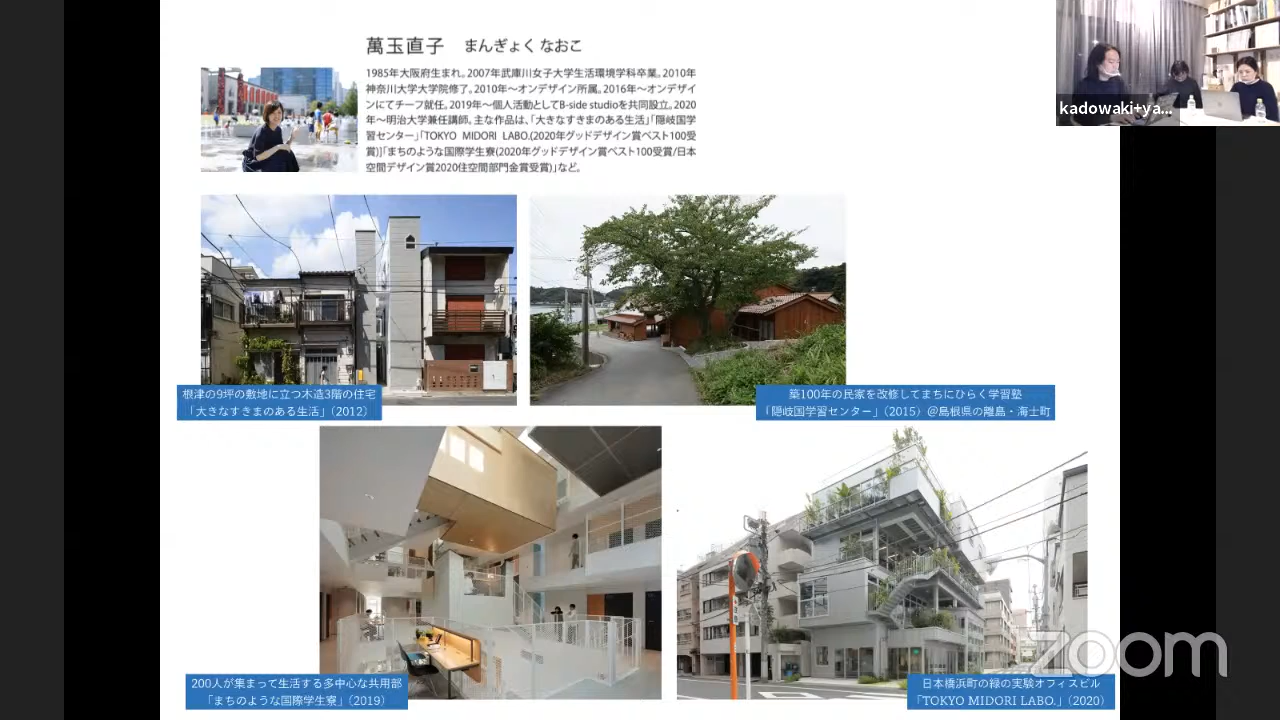 萬玉直子　まんぎょく なおこ
1985年大阪府生まれ。2007年武庫川女子大学生活環境学科卒業。2010年
神奈川大学大学院修了。2010年〜オンデザイン所属。2016年〜オンデザイ
ンにてチーフ就任。2019年〜個人活動としてB-side studioを共同設立。2020
年〜明治大学兼任講師。主な作品は、「大きなすきまのある生活」「隠岐国学
習センター」「TOKYO MIDORI LABO.(2020年グッドデザイン賞ベスト100受
賞)」「まちのような国際学生寮(2020年グッドデザイン賞ベスト100受賞/日本
空間デザイン賞2020住空間部門金賞受賞)」など。
kadowaki+ya...
根津の9坪の敷地に立つ木造3階の住宅
「大きなすきまのある生活」（2012）
築100年の民家を改修してまちにひらく学習塾
「隠岐国学習センター」（2015）＠島根県の離島・海士町
200人が集まって生活する多中心な共用部
「まちのような国際学生寮」（2019）
日本橋浜町の緑の実験オフィスビル
「TOKYO MIDORI LABO.」（2020）
zoom